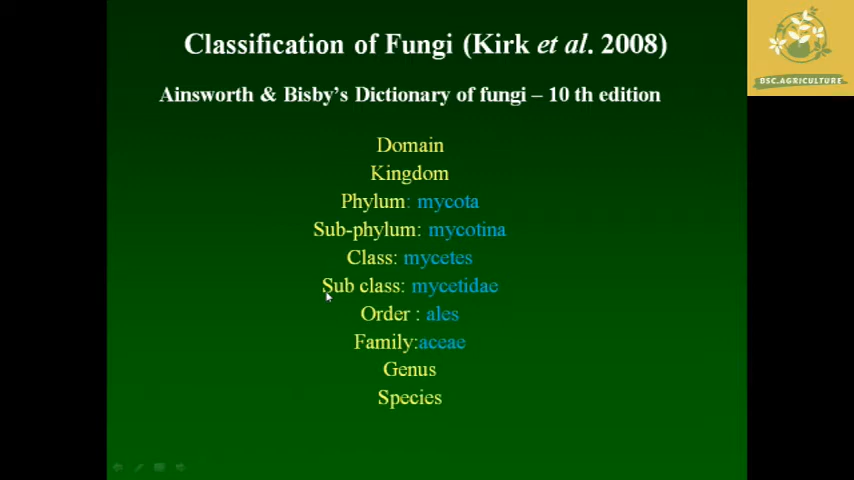 Classification of Fungi (Kirk et al. 2008)
Ainsworth & Bisby's Dictionary of fungi – 10 th edition
Domain
Kingdom
Phylum: mycota
Sub-phylum: mycotina
Class: mycetes
Sub class: mycetidae
Order : ales
Family:aceae
Genus
Species
DSC.AGRICULTURE